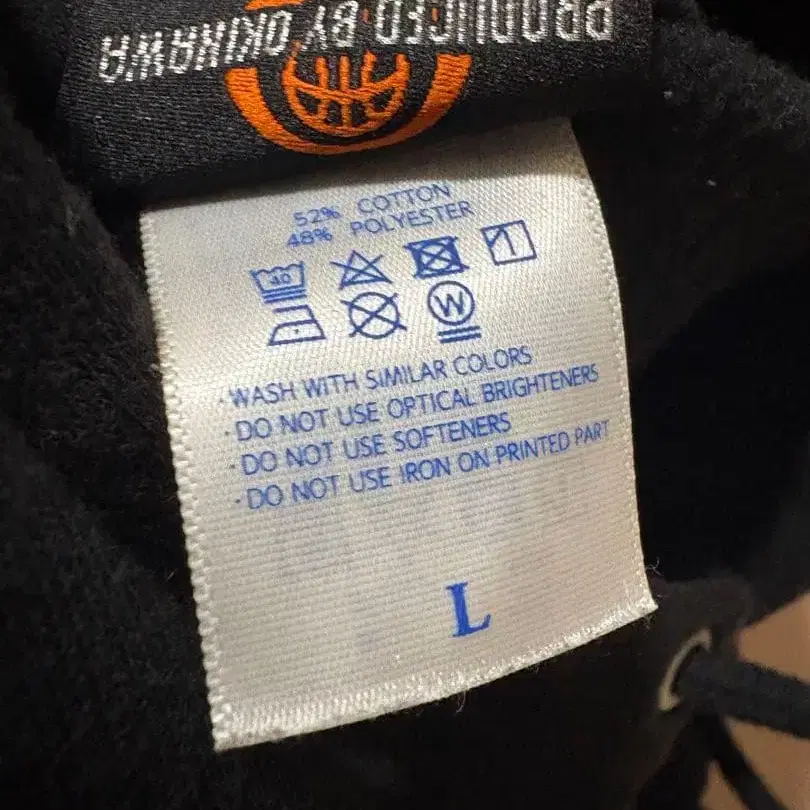 PRODUCED BY OKINAWA
52% COTTON
48% POLYESTER
40
W
· WASH WITH SIMILAR COLORS
· DO NOT USE OPTICAL BRIGHTENERS
· DO NOT USE SOFTENERS
· DO NOT USE IRON ON PRINTED PART
L